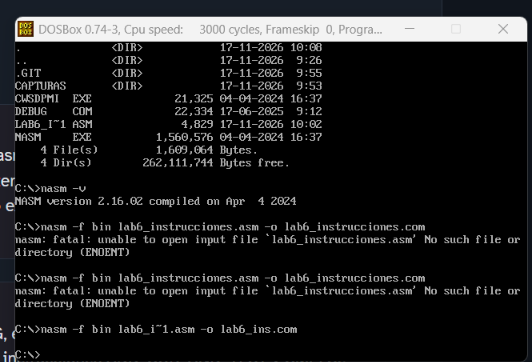 DOSBox 0.74-3, Cpu speed: 3000 cycles, Frameskip 0, Progra...
. <DIR> 17-11-2026 10:08
.. <DIR> 17-11-2026 9:26
.GIT <DIR> 17-11-2026 9:55
CAPTURAS <DIR> 17-11-2026 9:53
CWSDPMI EXE 21,325 04-04-2024 16:37
DEBUG COM 22,334 17-06-2025 9:12
LAB6_I~1 ASM 4,829 17-11-2026 10:02
NASM EXE 1,560,576 04-04-2024 16:37
4 File(s) 1,609,064 Bytes.
4 Dir(s) 262,111,744 Bytes free.
C:\>nasm -v
NASM version 2.16.02 compiled on Apr 4 2024
C:\>nasm -f bin lab6_instrucciones.asm -o lab6_instrucciones.com
nasm: fatal: unable to open input file `lab6_instrucciones.asm' No such file or
directory (ENOENT)
C:\>nasm -f bin lab6_instrucciones.asm -o lab6_instrucciones.com
nasm: fatal: unable to open input file `lab6_instrucciones.asm' No such file or
directory (ENOENT)
C:\>nasm -f bin lab6_i~1.asm -o lab6_ins.com
C:\>